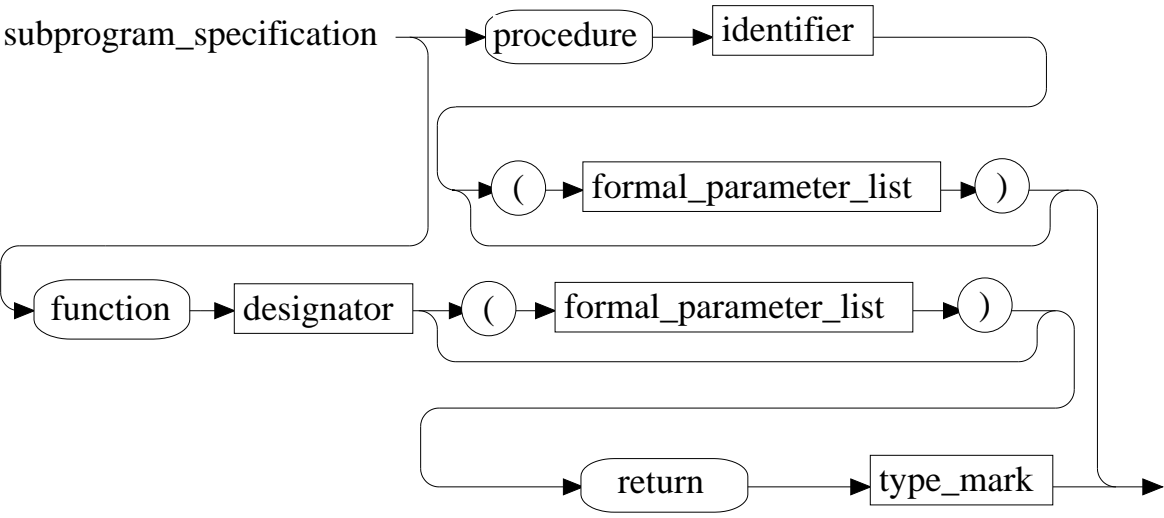 subprogram_specification procedure identifier
( formal_parameter_list )
function designator ( formal_parameter_list )
return type_mark